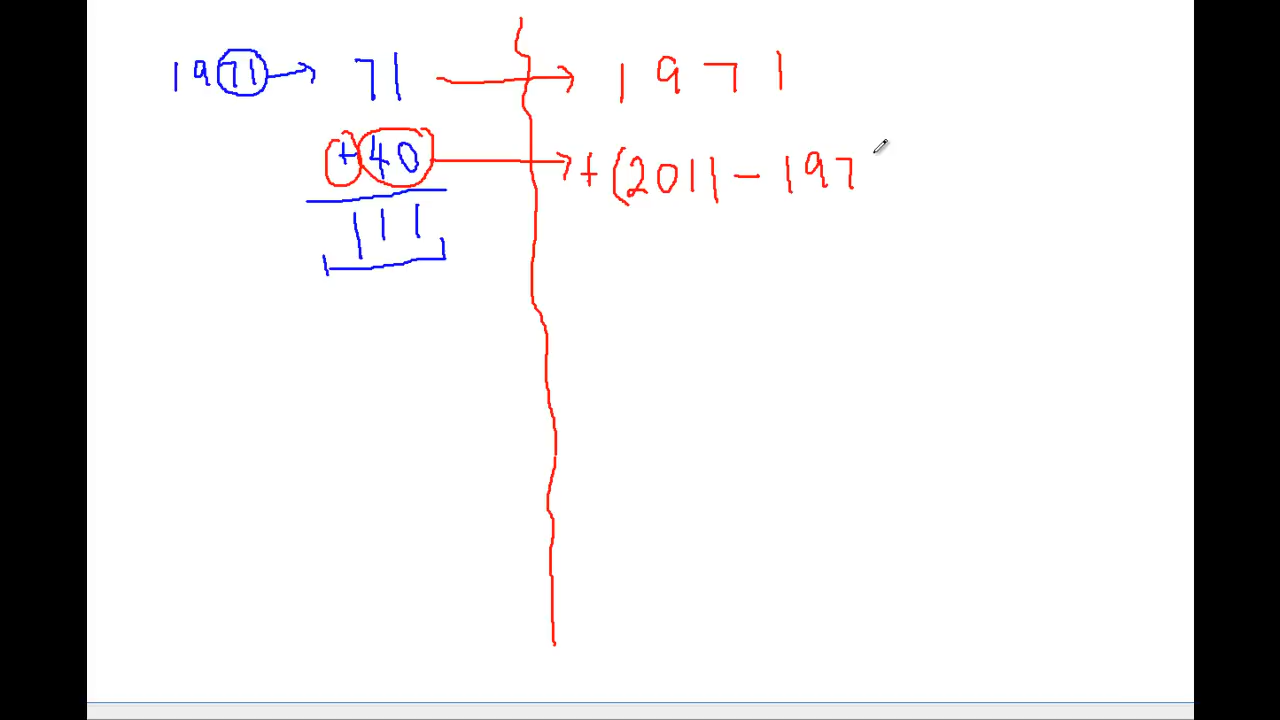 1971 → 71 → 1971
+40 → +(2011 - 197
111